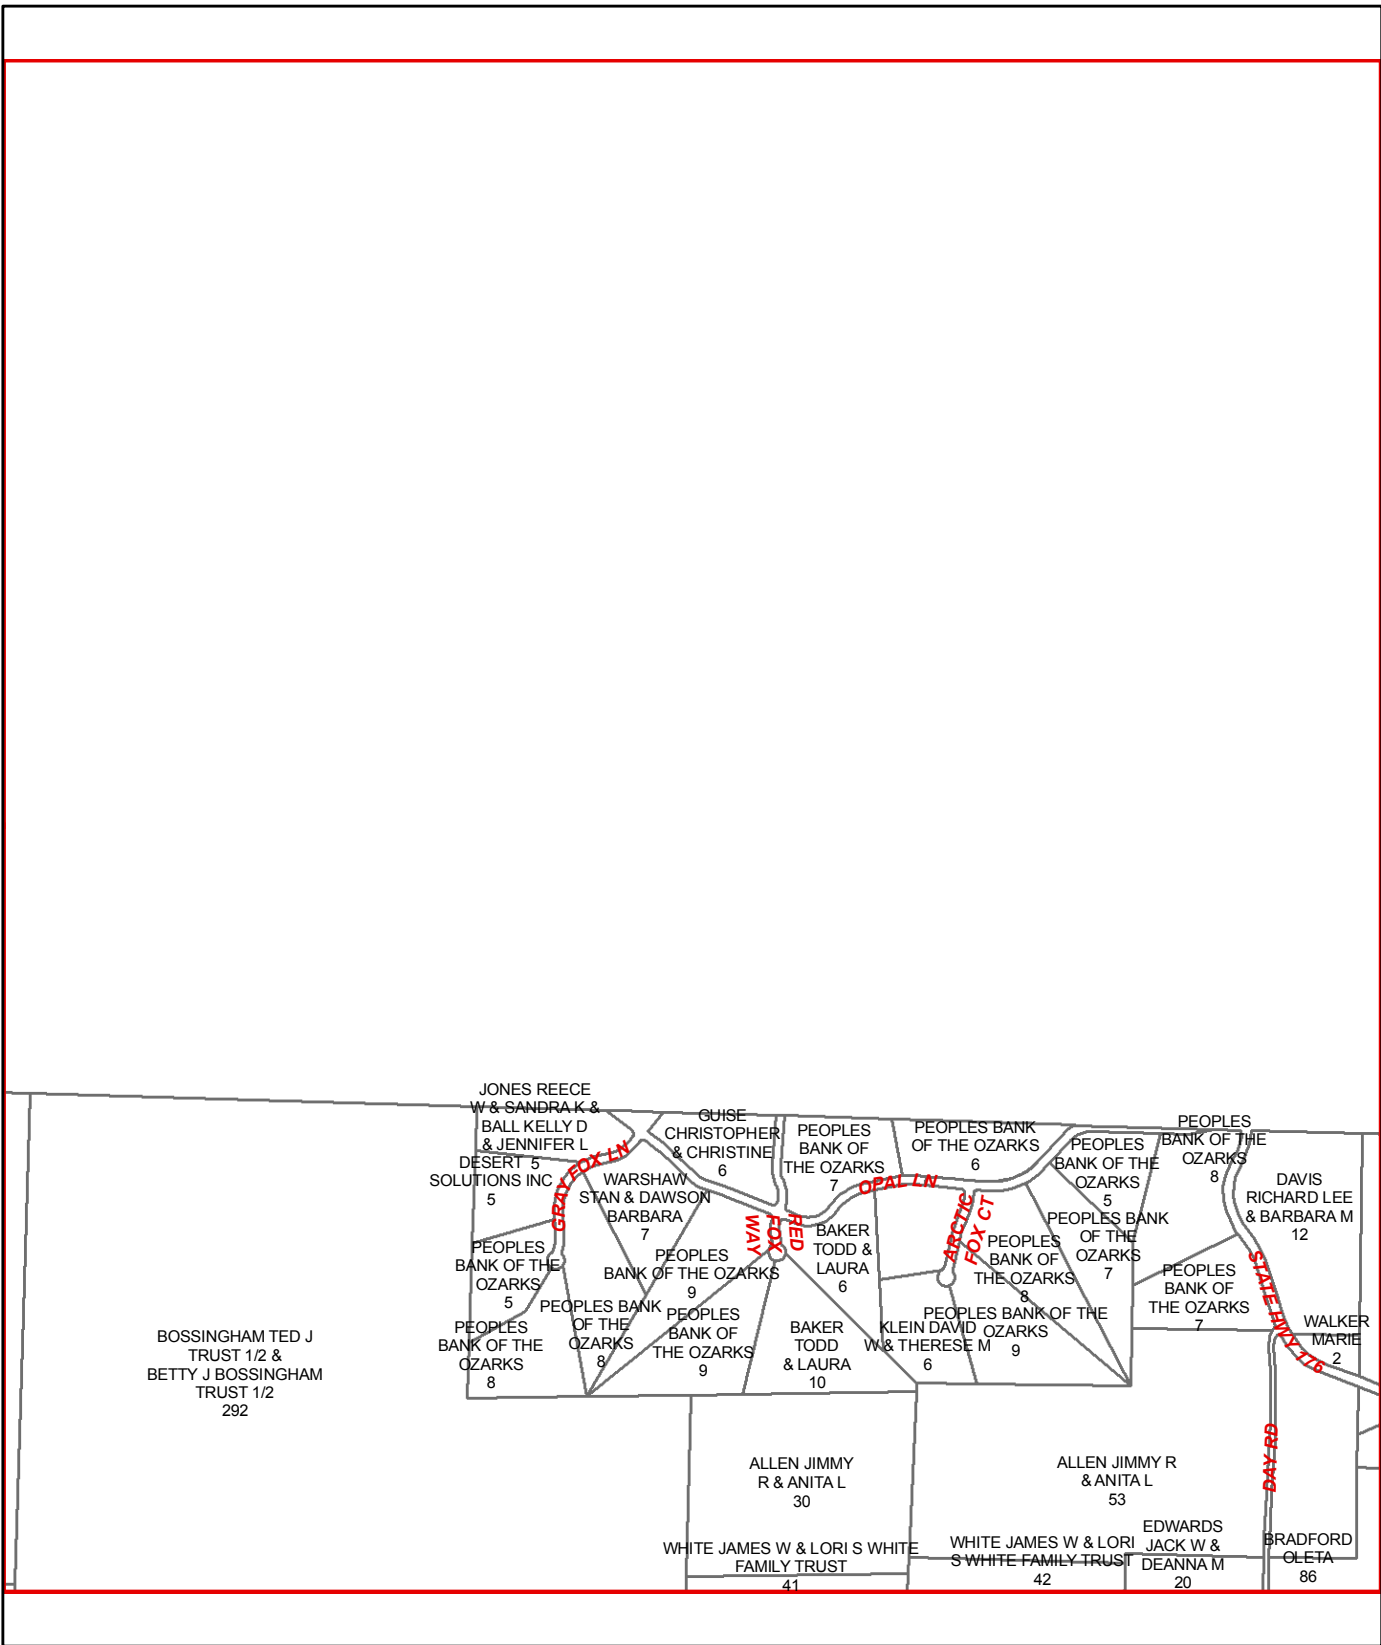 JONES REECE
W & SANDRA K &
BALL KELLY D
& JENNIFER L
5
DESERT
SOLUTIONS INC
5
GRAY FOX LN
GUISE
CHRISTOPHER
& CHRISTINE
6
PEOPLES
BANK OF
THE OZARKS
7
PEOPLES BANK
OF THE OZARKS
6
PEOPLES
BANK OF THE
OZARKS
5
PEOPLES
BANK OF THE
OZARKS
8
DAVIS
RICHARD LEE
& BARBARA M
12
WARSHAW
STAN & DAWSON
BARBARA
7
OPAL LN
RED
FOX
WAY
ARCTIC
FOX CT
PEOPLES
BANK OF THE
OZARKS
5
PEOPLES
BANK OF THE OZARKS
9
BAKER
TODD &
LAURA
6
PEOPLES
BANK OF
THE OZARKS
8
PEOPLES BANK
OF THE
OZARKS
7
PEOPLES
BANK OF
THE OZARKS
7
STATE HWY 176
PEOPLES
BANK OF THE
OZARKS
8
PEOPLES BANK
OF THE
OZARKS
8
PEOPLES
BANK OF
THE OZARKS
9
BAKER
TODD
& LAURA
10
KLEIN DAVID
W & THERESE M
6
PEOPLES BANK OF THE
OZARKS
9
WALKER
MARIE
2
BOSSINGHAM TED J
TRUST 1/2 &
BETTY J BOSSINGHAM
TRUST 1/2
292
ALLEN JIMMY
R & ANITA L
30
ALLEN JIMMY R
& ANITA L
53
DAY RD
WHITE JAMES W & LORI S WHITE
FAMILY TRUST
41
WHITE JAMES W & LORI
S WHITE FAMILY TRUST
42
EDWARDS
JACK W &
DEANNA M
20
BRADFORD
OLETA
86